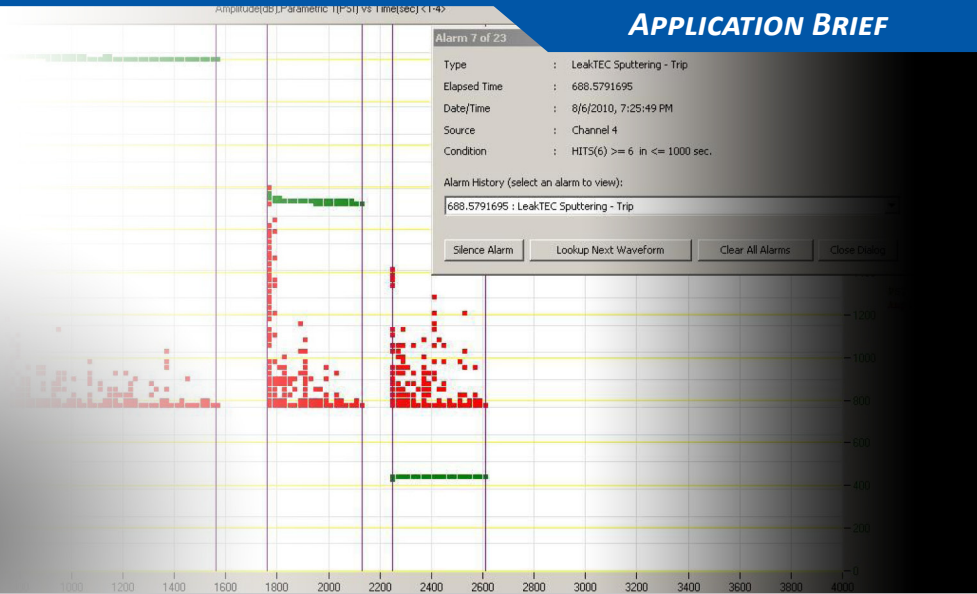 Amplitude(dB),Parametric 1(PSI) vs Time(sec) <1-4>
APPLICATION BRIEF
Alarm 7 of 23
Type : LeakTEC Sputtering - Trip
Elapsed Time : 688.5791695
Date/Time : 8/6/2010, 7:25:49 PM
Source : Channel 4
Condition : HITS(6) >= 6 in <= 1000 sec.
Alarm History (select an alarm to view):
688.5791695 : LeakTEC Sputtering - Trip
Silence Alarm Lookup Next Waveform Clear All Alarms Close Dialog
1200
1000
800
600
400
200
0
1000 1200 1400 1600 1800 2000 2200 2400 2600 2800 3000 3200 3400 3600 3800 4000